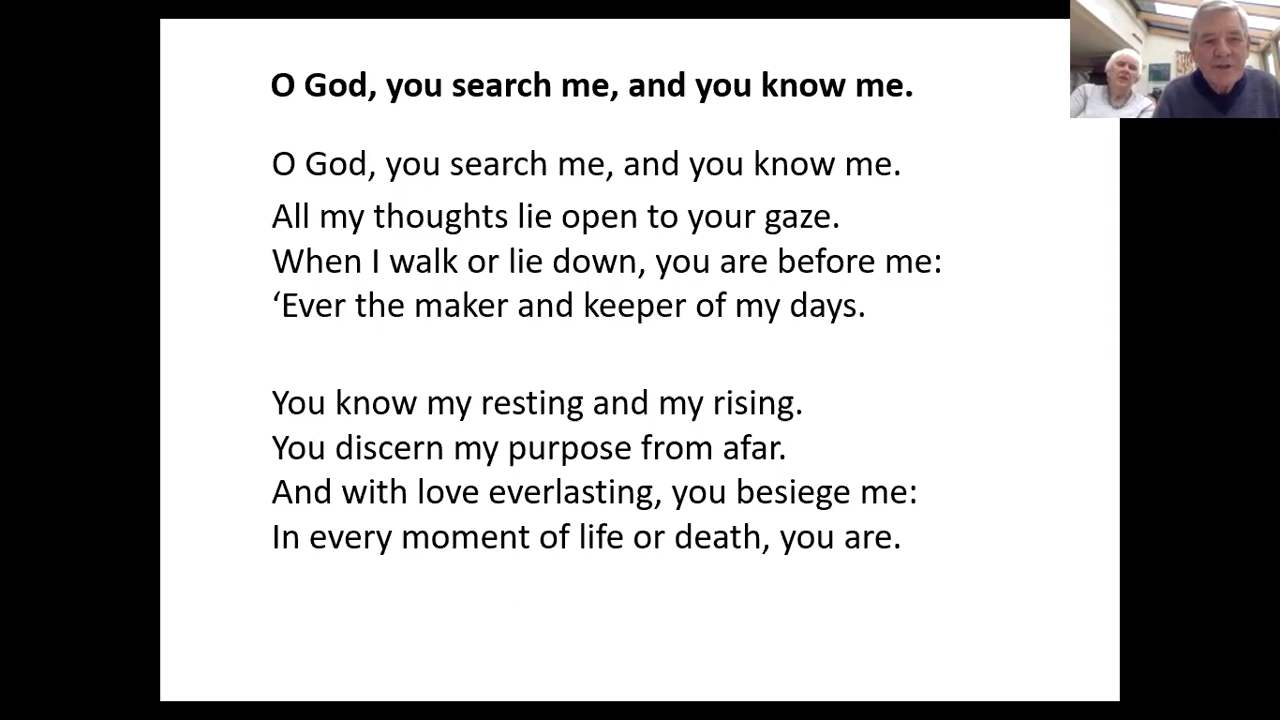 O God, you search me, and you know me.
O God, you search me, and you know me.
All my thoughts lie open to your gaze.
When I walk or lie down, you are before me:
‘Ever the maker and keeper of my days.
You know my resting and my rising.
You discern my purpose from afar.
And with love everlasting, you besiege me:
In every moment of life or death, you are.